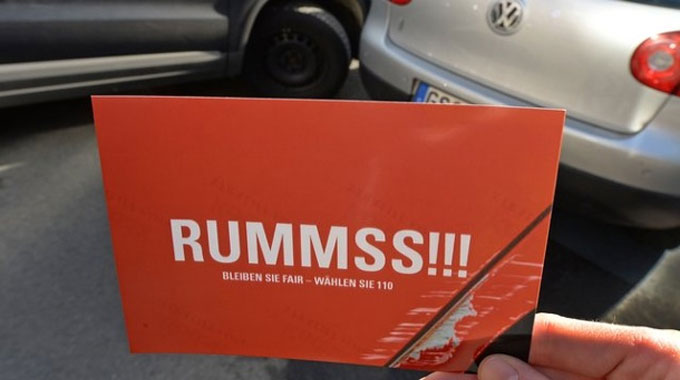 RUMMSS!!!
BLEIBEN SIE FAIR – WÄHLEN SIE 110